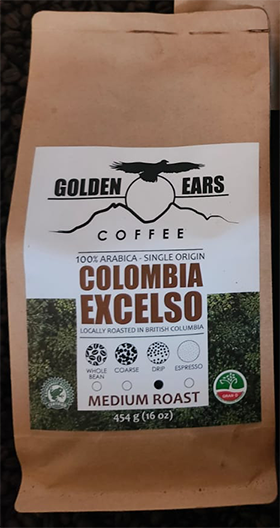 GOLDEN EARS
COFFEE
100% ARABICA - SINGLE ORIGIN
COLOMBIA
EXCELSO
LOCALLY ROASTED IN BRITISH COLUMBIA
WHOLE BEAN COARSE DRIP ESPRESSO
MEDIUM ROAST
454 g (16 oz)